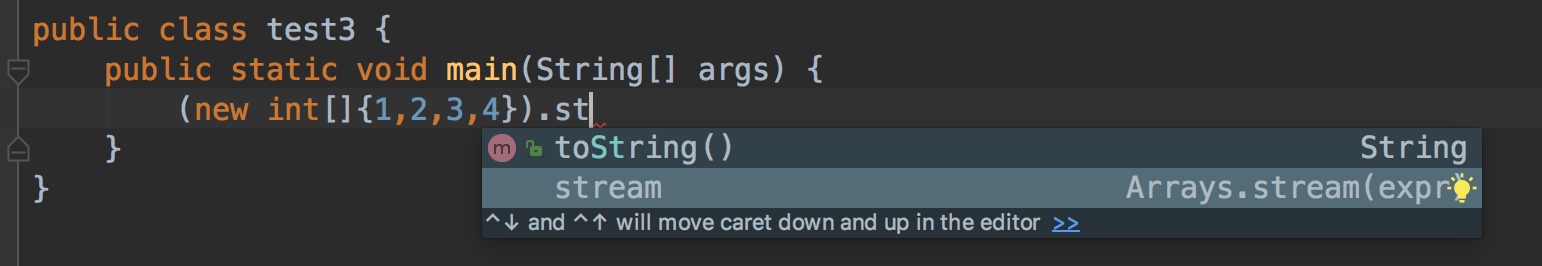 public class test3 {
public static void main(String[] args) {
(new int[]{1,2,3,4}).st
m toString() String
stream Arrays.stream(expr)
^↓ and ^↑ will move caret down and up in the editor >>
}
}